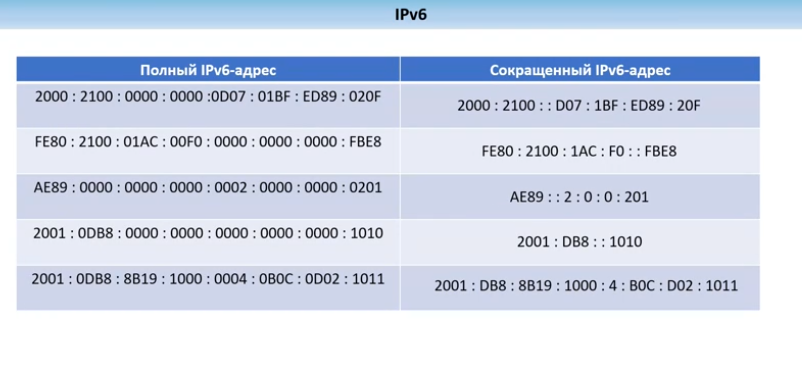 IPv6
Полный IPv6-адрес
Сокращенный IPv6-адрес
2000 : 2100 : 0000 : 0000 :0D07 : 01BF : ED89 : 020F
2000 : 2100 : : D07 : 1BF : ED89 : 20F
FE80 : 2100 : 01AC : 00F0 : 0000 : 0000 : 0000 : FBE8
FE80 : 2100 : 1AC : F0 : : FBE8
AE89 : 0000 : 0000 : 0000 : 0002 : 0000 : 0000 : 0201
AE89 : : 2 : 0 : 0 : 201
2001 : 0DB8 : 0000 : 0000 : 0000 : 0000 : 0000 : 1010
2001 : DB8 : : 1010
2001 : 0DB8 : 8B19 : 1000 : 0004 : 0B0C : 0D02 : 1011
2001 : DB8 : 8B19 : 1000 : 4 : B0C : D02 : 1011